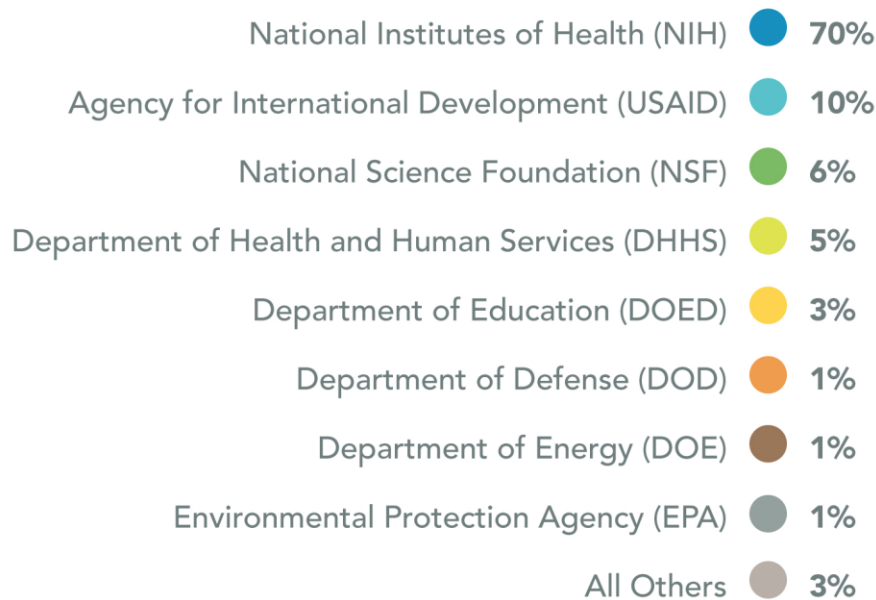 National Institutes of Health (NIH) 70%
Agency for International Development (USAID) 10%
National Science Foundation (NSF) 6%
Department of Health and Human Services (DHHS) 5%
Department of Education (DOED) 3%
Department of Defense (DOD) 1%
Department of Energy (DOE) 1%
Environmental Protection Agency (EPA) 1%
All Others 3%